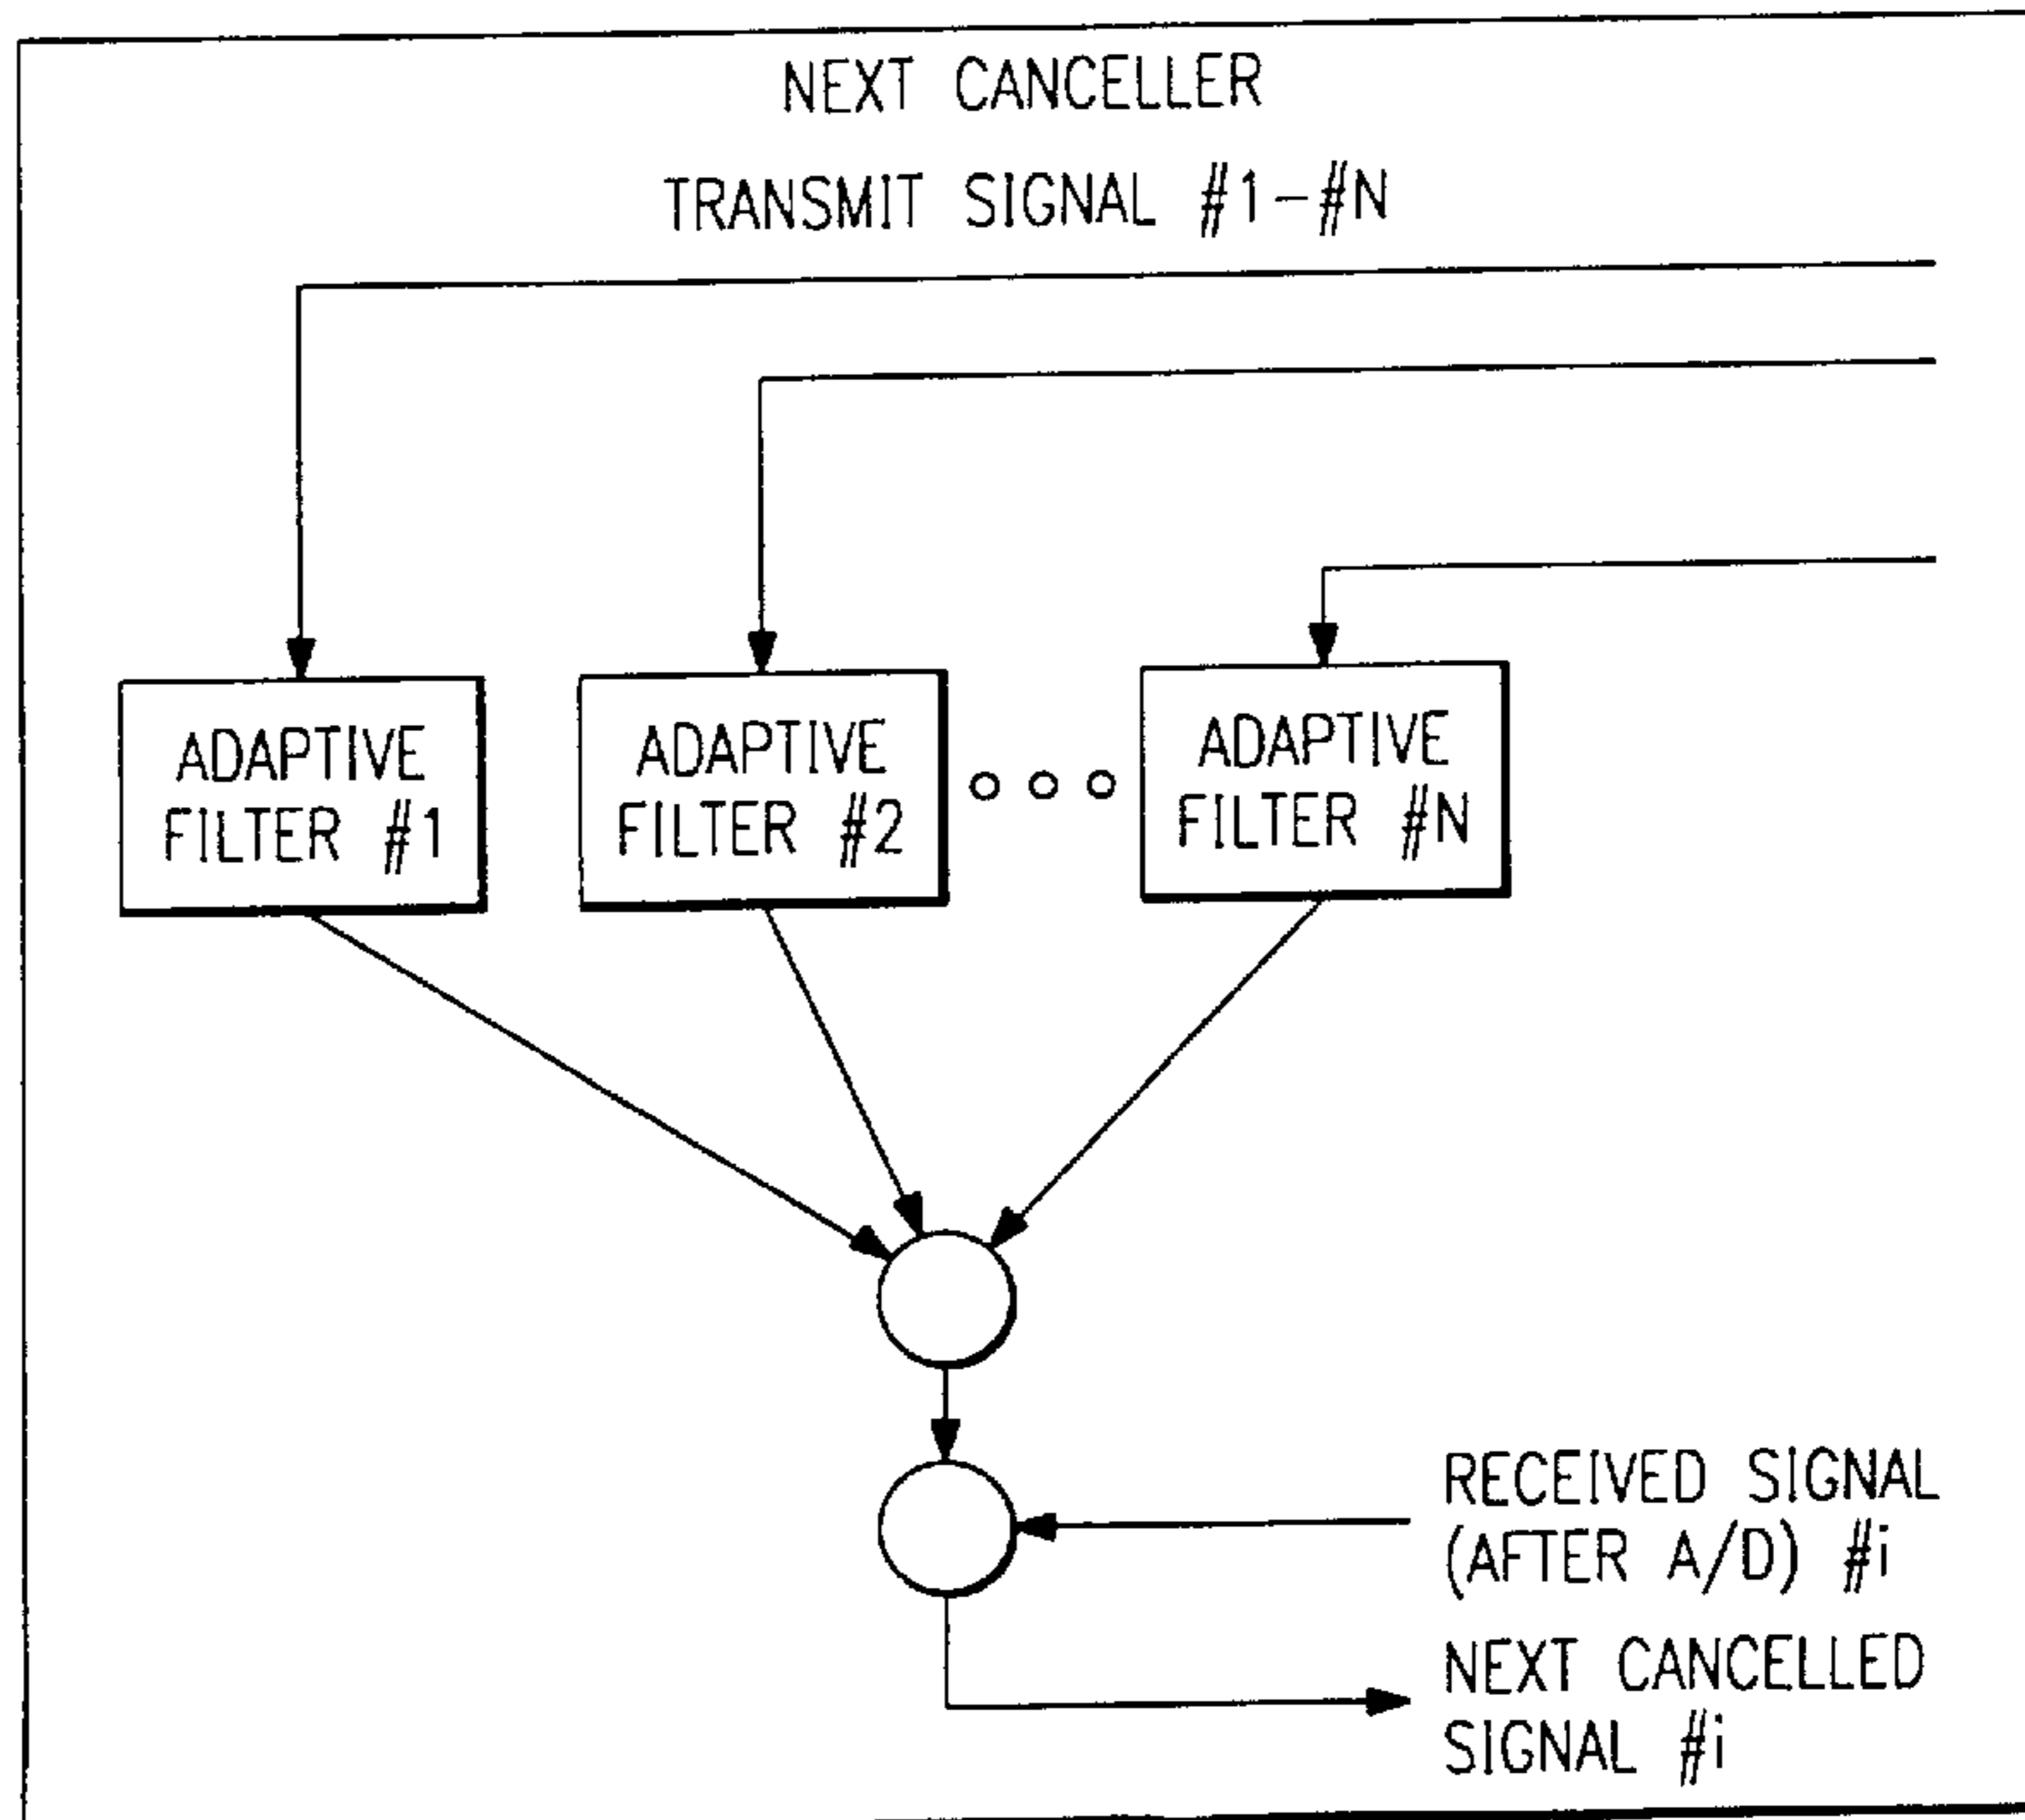 NEXT CANCELLER
TRANSMIT SIGNAL #1-#N
ADAPTIVE
FILTER #1
ADAPTIVE
FILTER #2
ADAPTIVE
FILTER #N
RECEIVED SIGNAL
(AFTER A/D) #i
NEXT CANCELLED
SIGNAL #i